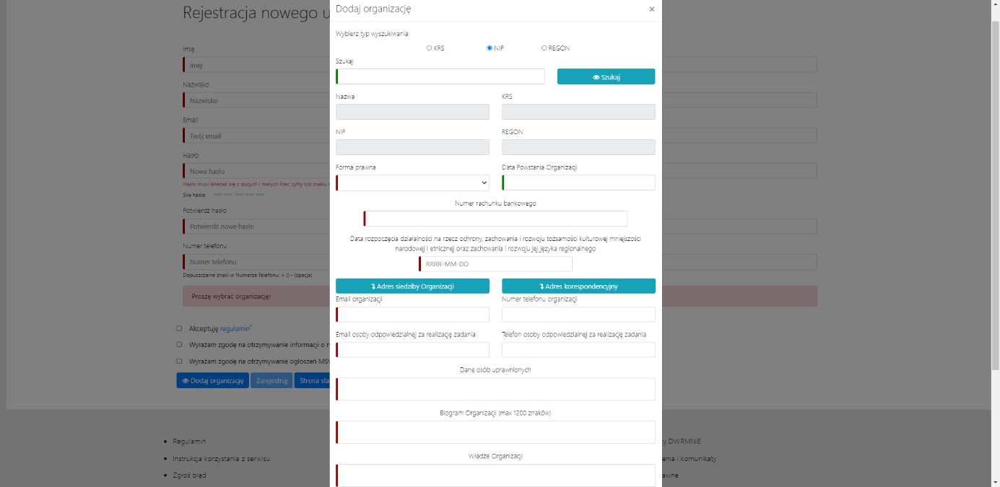 Rejestracja nowego u
Imię
Imię
Nazwisko
Nazwisko
Email
Twój email
Hasło
Nowe hasło
Hasło musi składać się z dużych i małych liter, cyfry lub znaku s
Siła hasła:
Potwierdź hasło
Potwierdź nowe hasło
Numer telefonu
Numer telefonu
Dopuszczalne znaki w Numerze Telefonu: + () - (spacja)
Proszę wybrać organizację!
Akceptuję regulamin*
Wyrażam zgodę na otrzymywanie informacji o n
Wyrażam zgodę na otrzymywanie ogłoszeń MSW
Dodaj organizację Zarejestruj Strona sta
Regulamin
Instrukcja korzystania z serwisu
Zgłoś błąd
Dodaj organizację ×
Wybierz typ wyszukiwania
KRS NIP REGON
Szukaj
Szukaj
Nazwa KRS
NIP REGON
Forma prawna Data Powstania Organizacji
Numer rachunku bankowego
Data rozpoczęcia działalności na rzecz ochrony, zachowania i rozwoju tożsamości kulturowej mniejszości
narodowej i etnicznej oraz zachowania i rozwoju jej języka regionalnego
RRRR-MM-DD
Adres siedziby Organizacji Adres korespondencyjny
Email organizacji Numer telefonu organizacji
Email osoby odpowiedzialnej za realizację zadania Telefon osoby odpowiedzialnej za realizację zadania
Dane osób uprawnionych
Biogram Organizacji (max 1200 znaków)
Władze Organizacji
y DWRMNiE
enia i komunikaty
awne